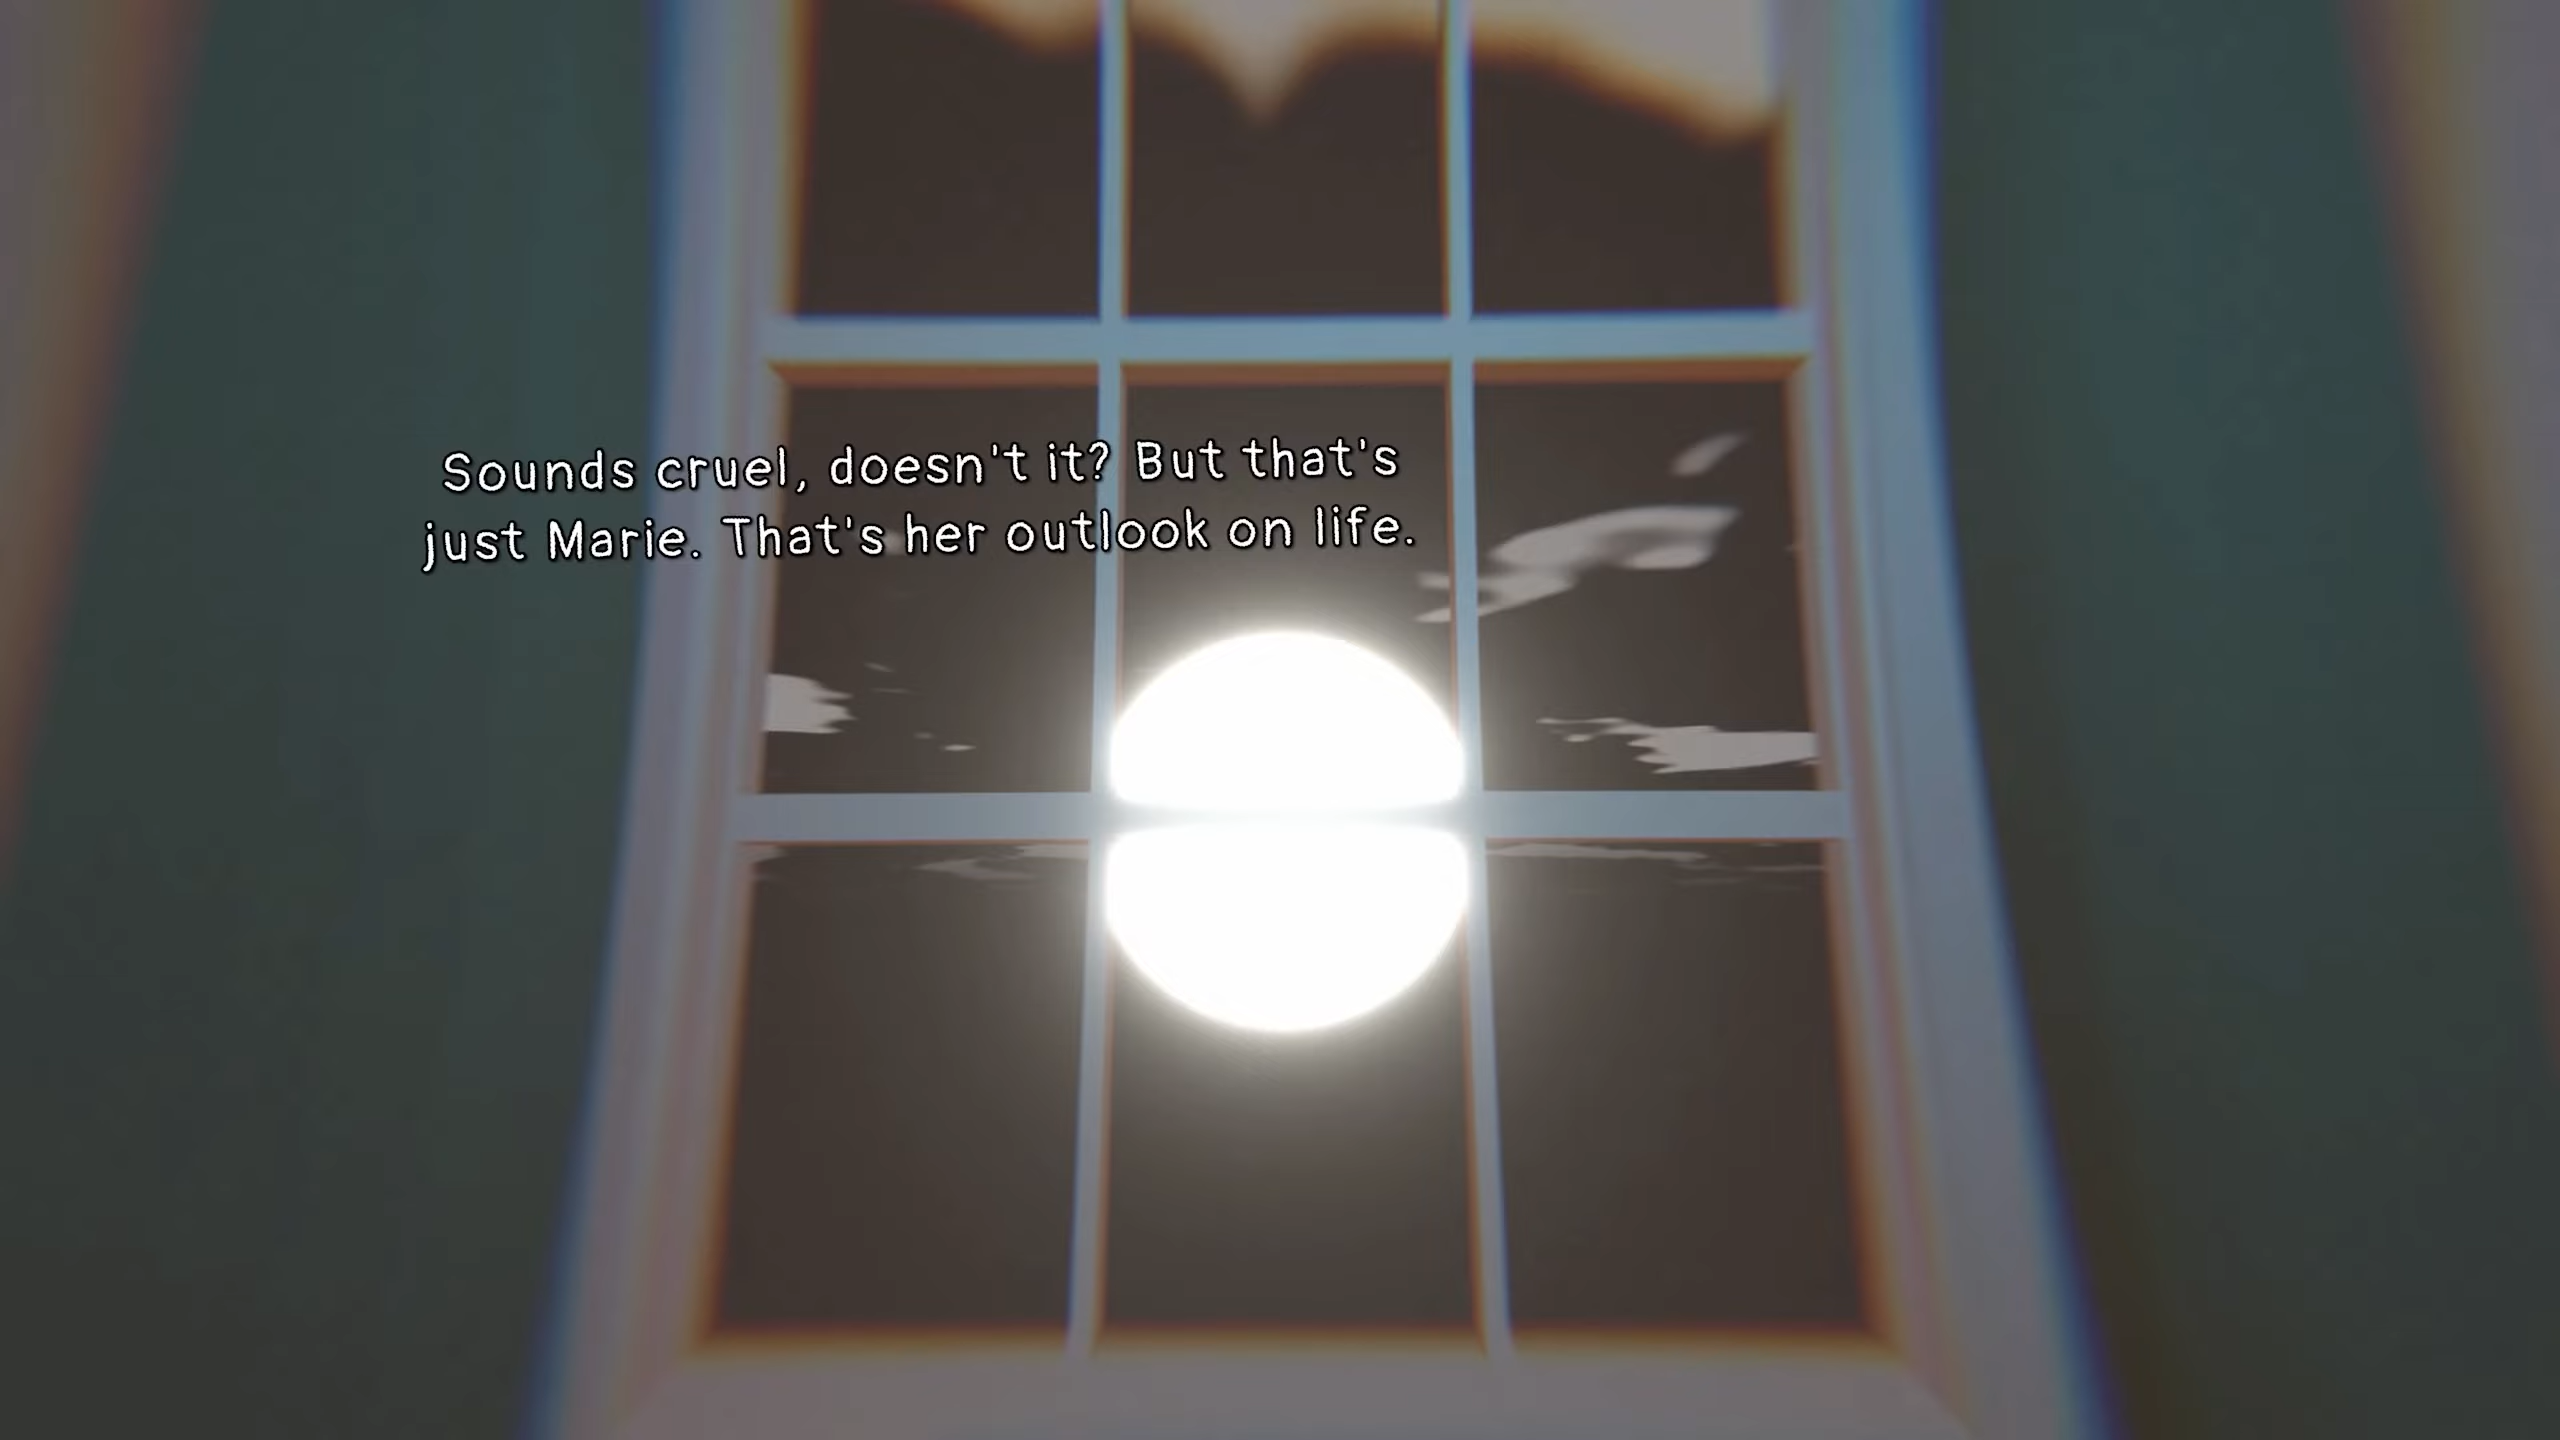 Sounds cruel, doesn't it? But that's
just Marie. That's her outlook on life.